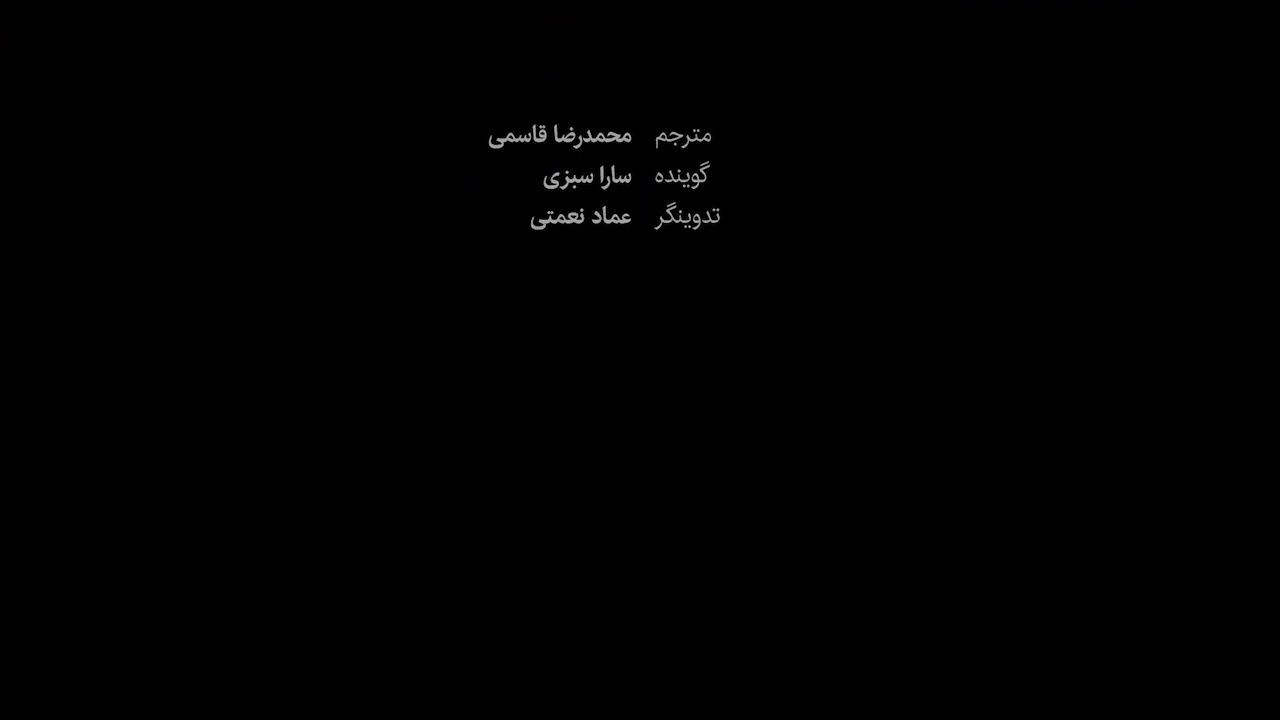 مترجم محمدرضا قاسمی
گوینده سارا سبزی
تدوینگر عماد نعمتی